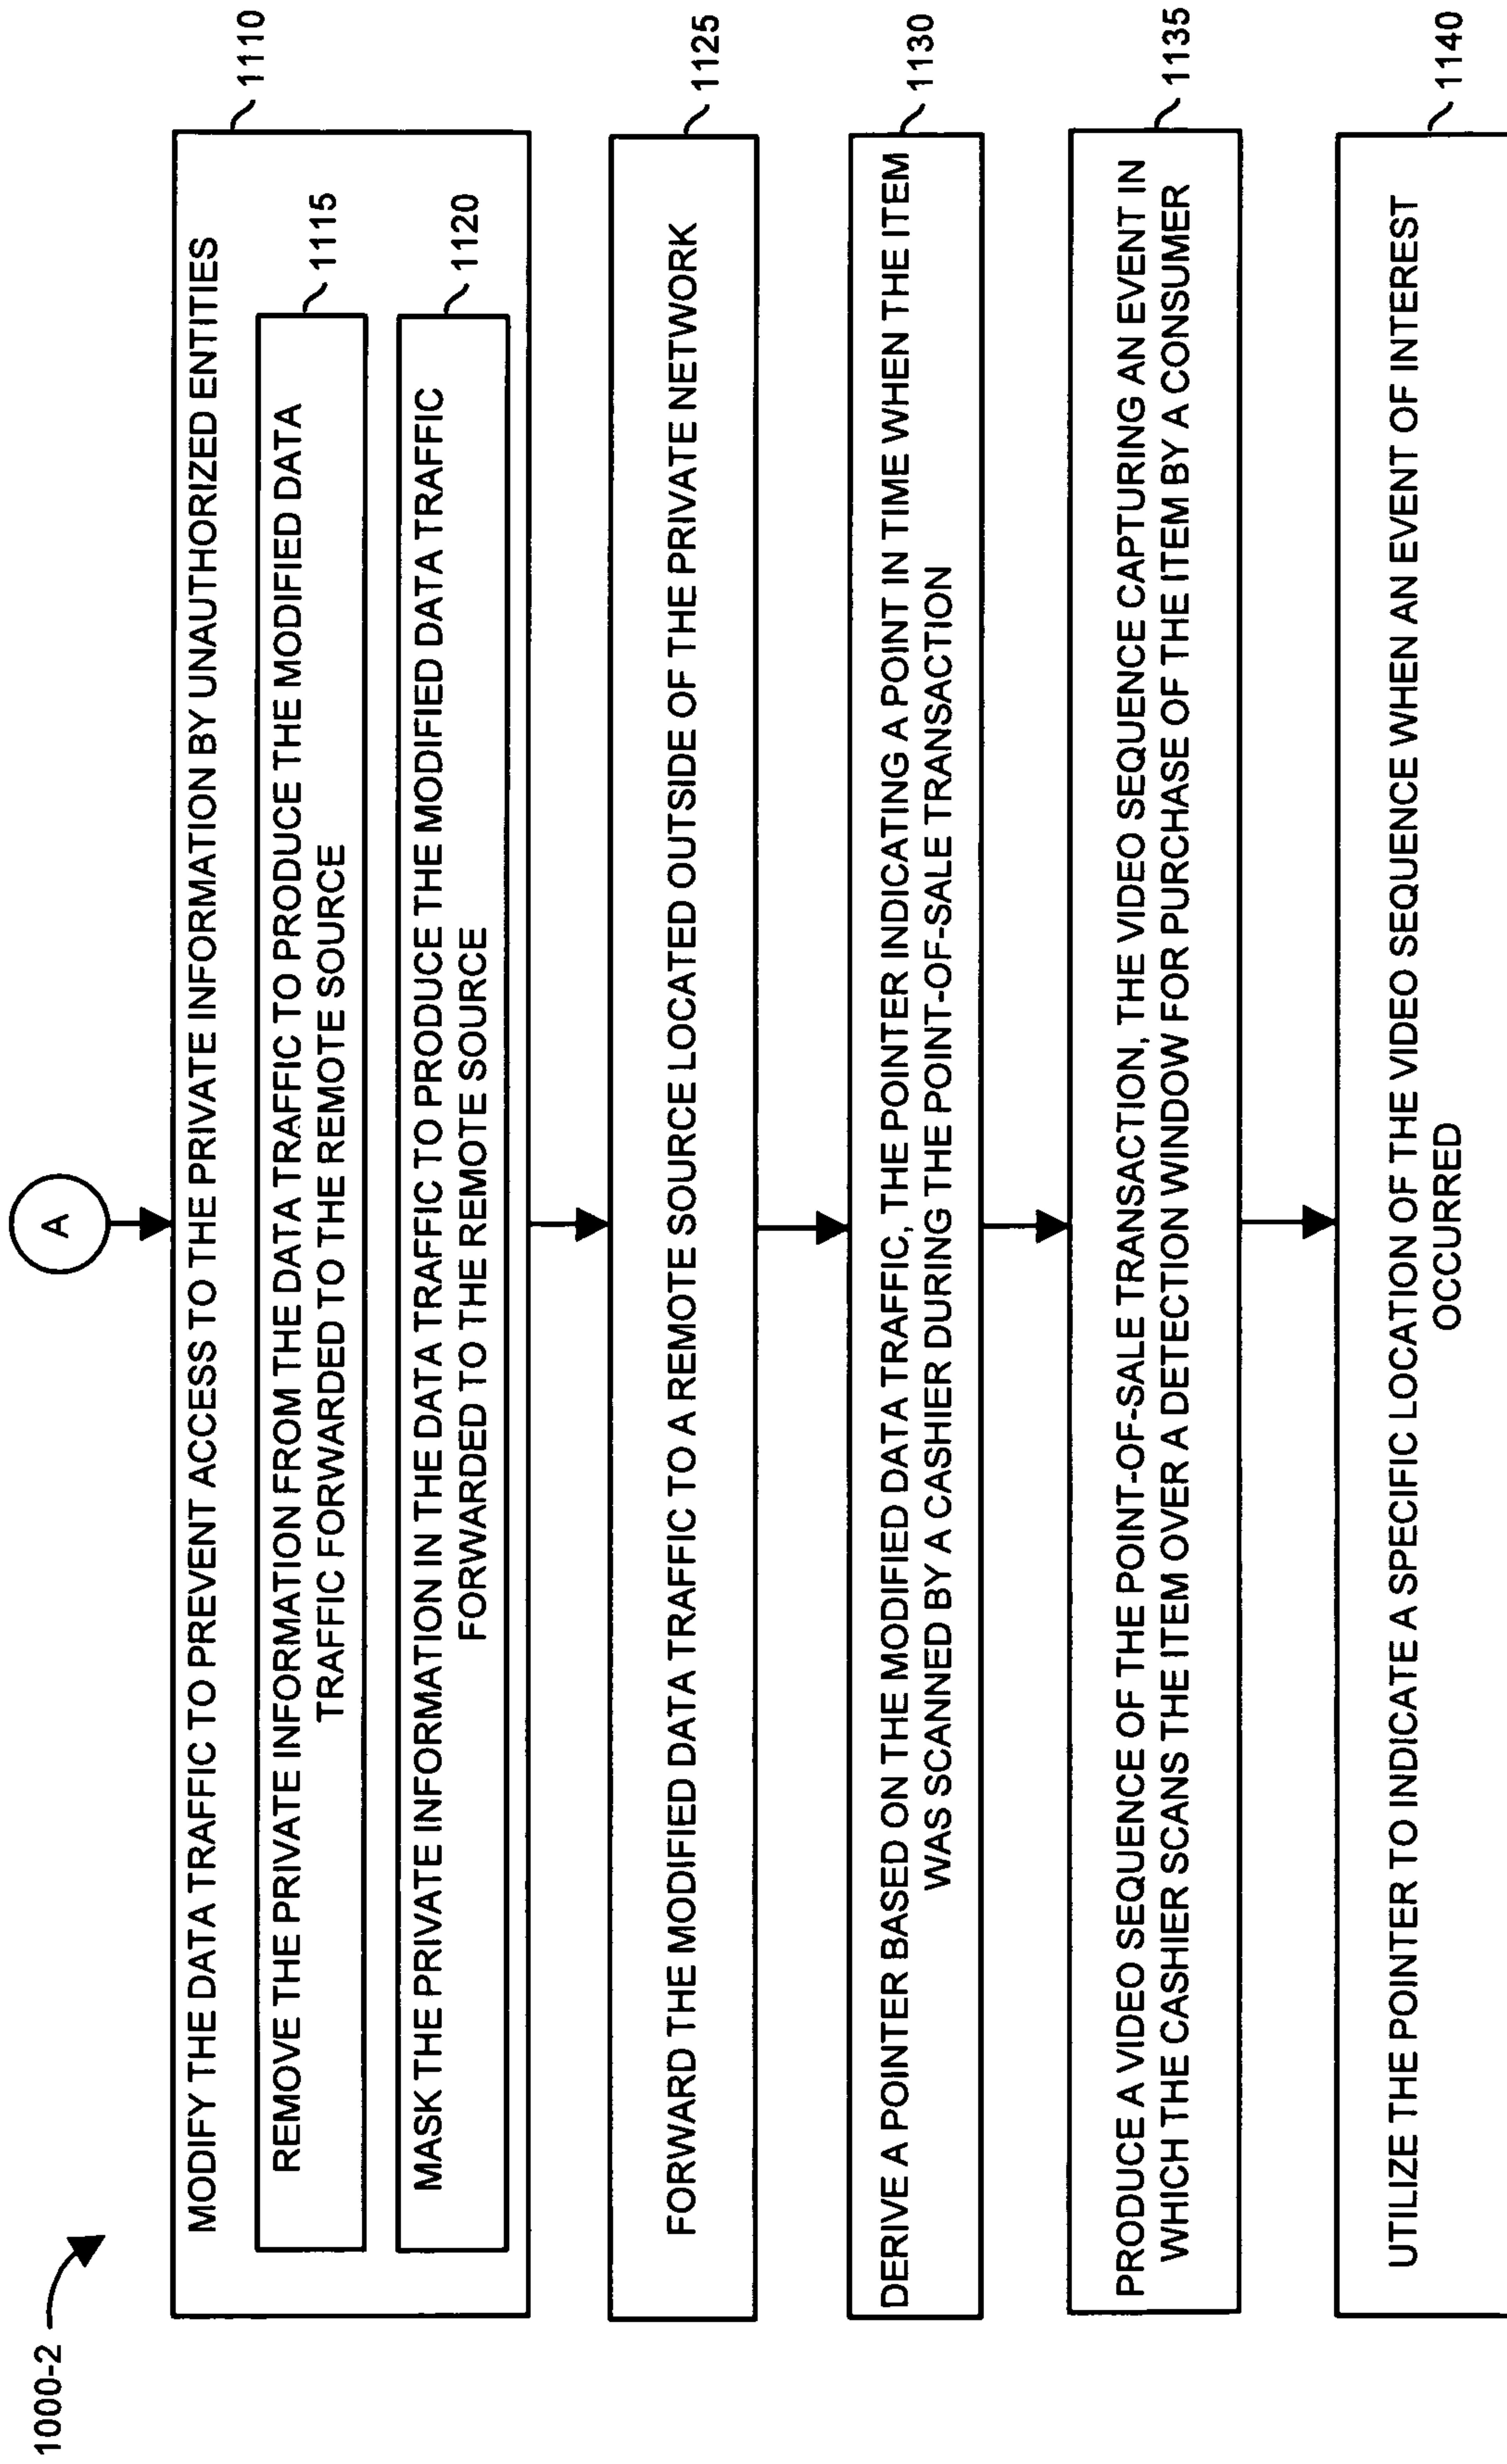 1000-2
A
1110
MODIFY THE DATA TRAFFIC TO PREVENT ACCESS TO THE PRIVATE INFORMATION BY UNAUTHORIZED ENTITIES
1115
REMOVE THE PRIVATE INFORMATION FROM THE DATA TRAFFIC TO PRODUCE THE MODIFIED DATA
TRAFFIC FORWARDED TO THE REMOTE SOURCE
1120
MASK THE PRIVATE INFORMATION IN THE DATA TRAFFIC TO PRODUCE THE MODIFIED DATA TRAFFIC
FORWARDED TO THE REMOTE SOURCE
1125
FORWARD THE MODIFIED DATA TRAFFIC TO A REMOTE SOURCE LOCATED OUTSIDE OF THE PRIVATE NETWORK
1130
DERIVE A POINTER BASED ON THE MODIFIED DATA TRAFFIC, THE POINTER INDICATING A POINT IN TIME WHEN THE ITEM
WAS SCANNED BY A CASHIER DURING THE POINT-OF-SALE TRANSACTION
1135
PRODUCE A VIDEO SEQUENCE OF THE POINT-OF-SALE TRANSACTION, THE VIDEO SEQUENCE CAPTURING AN EVENT IN
WHICH THE CASHIER SCANS THE ITEM OVER A DETECTION WINDOW FOR PURCHASE OF THE ITEM BY A CONSUMER
1140
UTILIZE THE POINTER TO INDICATE A SPECIFIC LOCATION OF THE VIDEO SEQUENCE WHEN AN EVENT OF INTEREST
OCCURRED